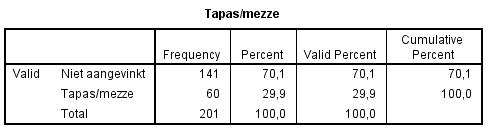 Tapas/mezze
Frequency Percent Valid Percent Cumulative Percent
Valid Niet aangevinkt 141 70,1 70,1 70,1
Tapas/mezze 60 29,9 29,9 100,0
Total 201 100,0 100,0